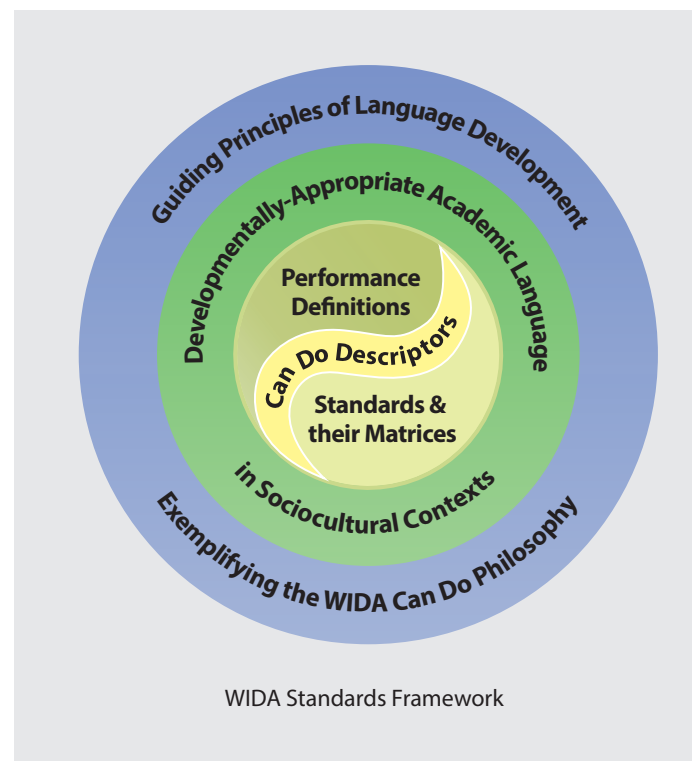 Guiding Principles of Language Development
Developmentally-Appropriate Academic Language
Performance
Definitions
Can Do Descriptors
Standards &
their Matrices
in Sociocultural Contexts
Exemplifying the WIDA Can Do Philosophy
WIDA Standards Framework